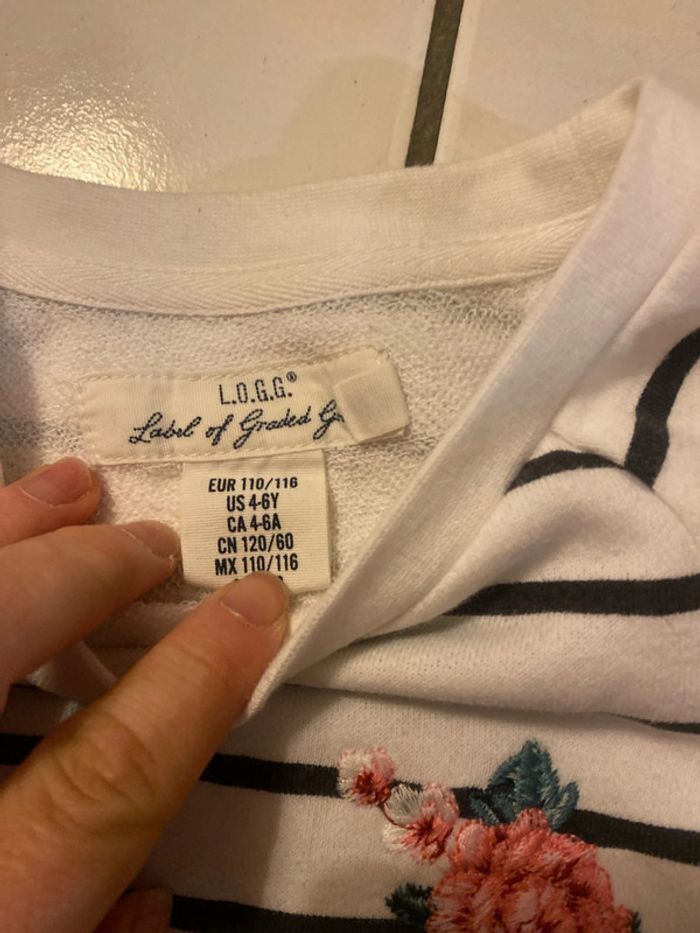 L.O.G.G.®
Label of Graded
EUR 110/116
US 4-6Y
CA 4-6A
CN 120/60
MX 110/116